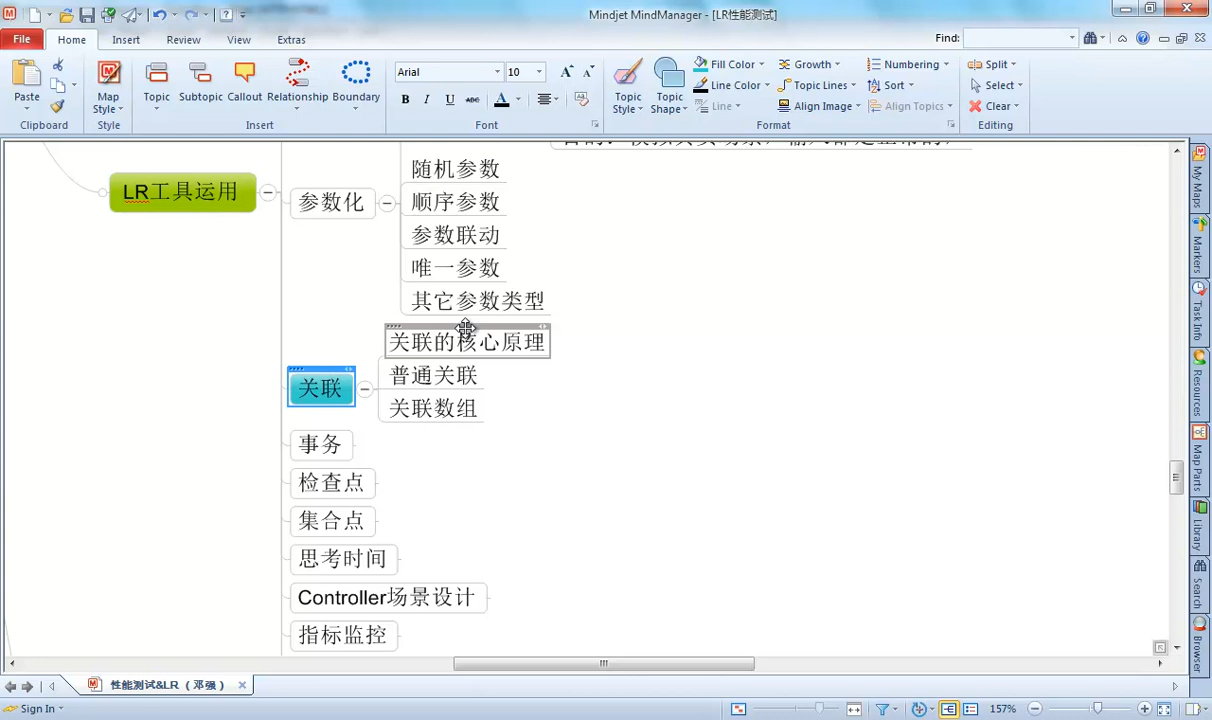 Mindjet MindManager - [LR性能测试]
File
Home
Insert
Review
View
Extras
Find:
Paste
Clipboard
Map Style
Style
Topic
Subtopic
Callout
Relationship
Boundary
Insert
Arial
10
Font
Topic Style
Topic Shape
Fill Color
Line Color
Line
Growth
Topic Lines
Align Image
Numbering
Sort
Align Topics
Format
Split
Select
Clear
Editing
LR工具运用
参数化
随机参数
顺序参数
参数联动
唯一参数
其它参数类型
关联
关联的核心原理
普通关联
关联数组
事务
检查点
集合点
思考时间
Controller场景设计
指标监控
My Maps
Markers
Task Info
Resources
Map Parts
Library
Search
Browser
性能测试&LR（邓强）
Sign In
157%